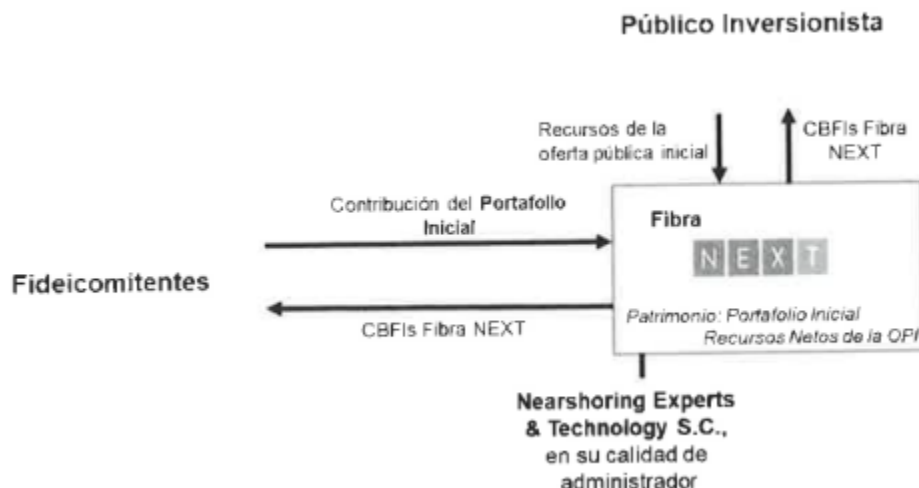 Público Inversionista
Recursos de la
oferta pública inicial
CBFIs Fibra
NEXT
Contribución del Portafolio
Inicial
Fibra
NEXT
Fideicomitentes
CBFIs Fibra NEXT
Patrimonio: Portafolio Inicial
Recursos Netos de la OPI
Nearshoring Experts
& Technology S.C.,
en su calidad de
administrador